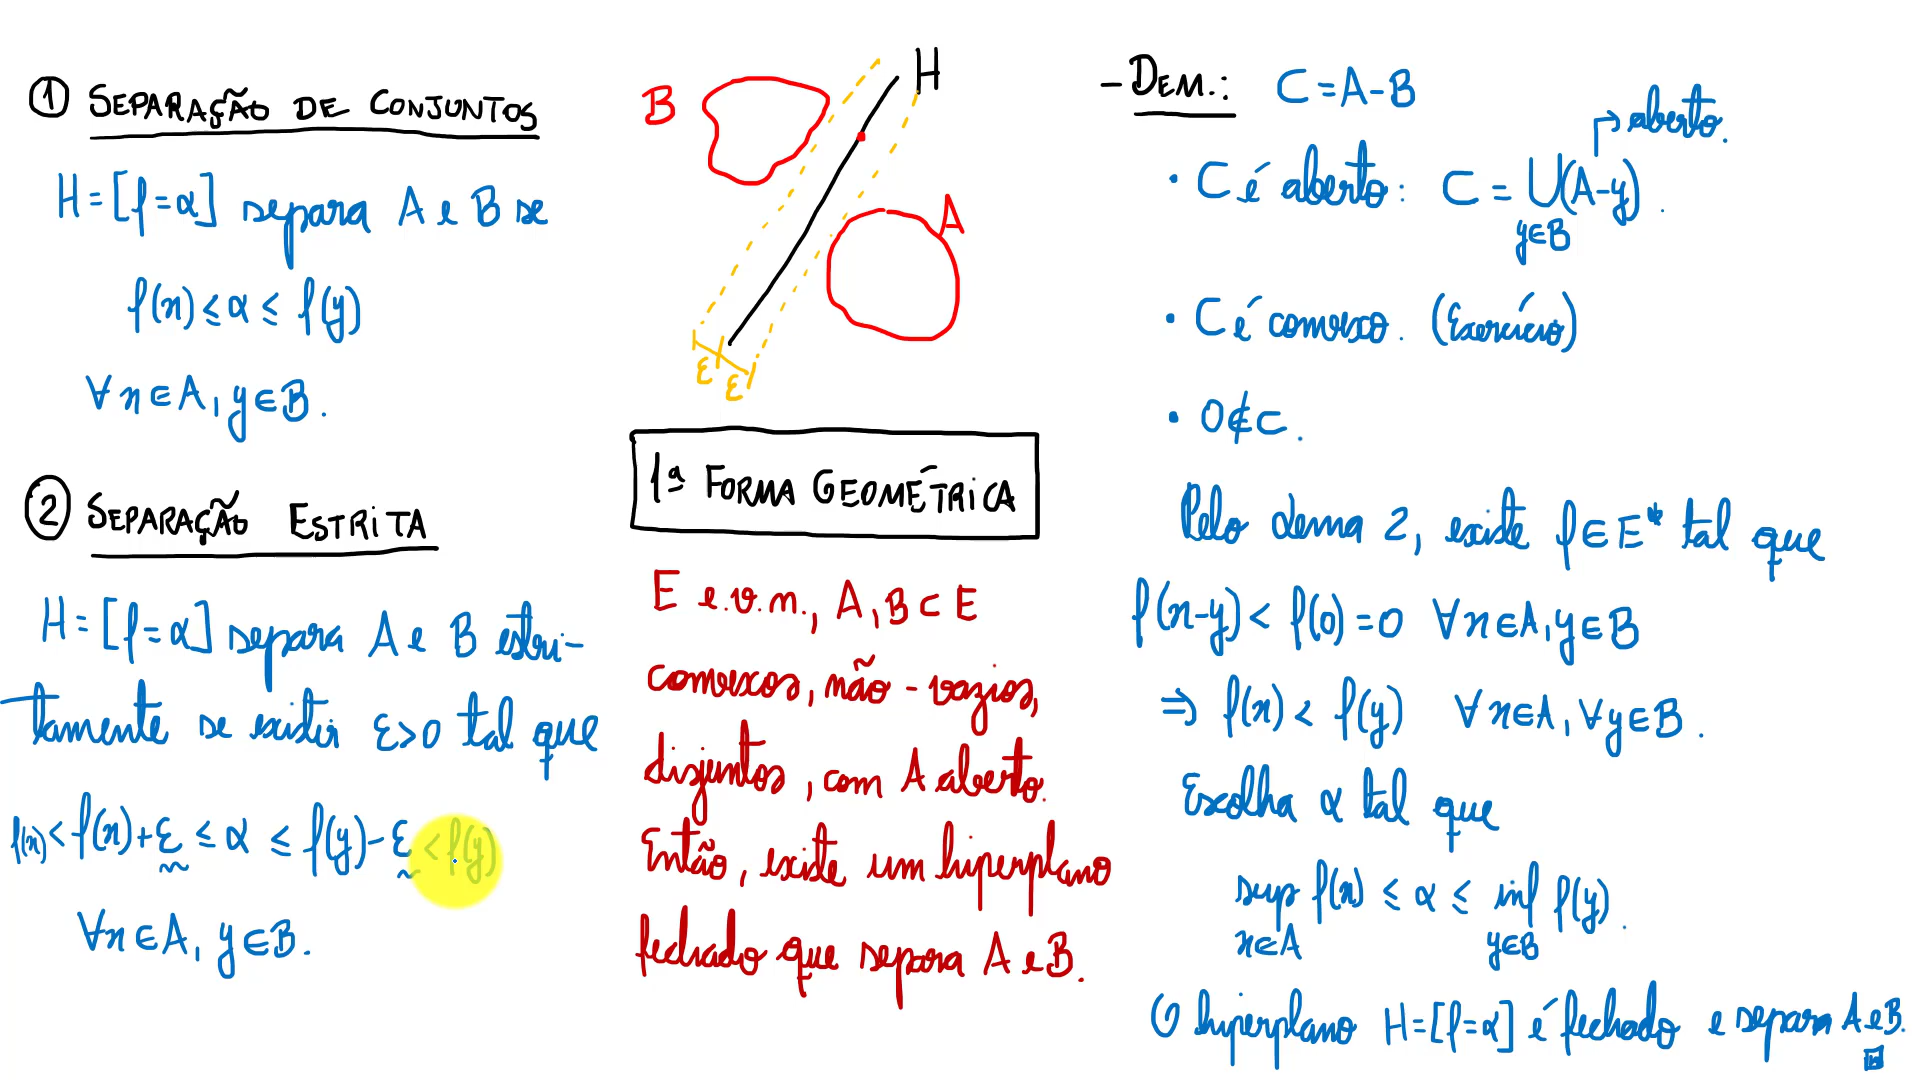 ① SEPARAÇÃO DE CONJUNTOS
H=[f=α] separa A e B se
f(x) ≤ α ≤ f(y)
∀x∈A, y∈B.
② SEPARAÇÃO ESTRITA
H=[f=α] separa A e B estri-
tamente se existir ε>0 tal que
f(x) < f(x)+ε ≤ α ≤ f(y)-ε < f(y)
∀x∈A, y∈B.
B
H
A
ε
ε
1ª FORMA GEOMÉTRICA
E e.v.n., A, B ⊂ E
convexos, não-vazios,
disjuntos, com A aberto.
Então, existe um hiperplano
fechado que separa A e B.
- DEM.: C = A-B
aberto.
• C é aberto: C = ∪(A-y).
y∈B
• C é convexo. (Exercício)
• 0∉C.
Pelo Lema 2, existe f∈E* tal que
f(x-y) < f(0) = 0 ∀x∈A, y∈B
⇒ f(x) < f(y) ∀x∈A, ∀y∈B.
Escolha α tal que
sup f(x) ≤ α ≤ inf f(y).
x∈A y∈B
O hiperplano H=[f=α] é fechado e separa A e B.